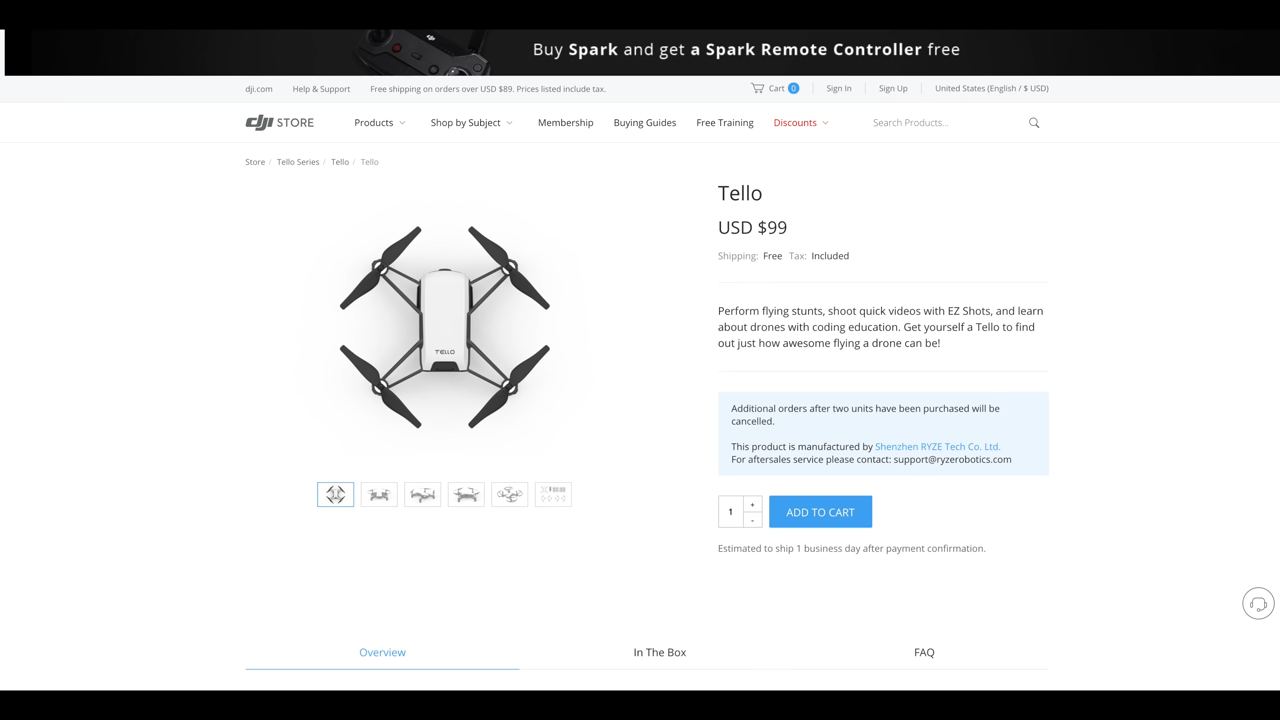 Buy Spark and get a Spark Remote Controller free
dji.com Help & Support Free shipping on orders over USD $89. Prices listed include tax. Cart 0 Sign In Sign Up United States (English / $ USD)
dji STORE Products Shop by Subject Membership Buying Guides Free Training Discounts Search Products...
Store / Tello Series / Tello / Tello
Tello
USD $99
Shipping: Free Tax: Included
Perform flying stunts, shoot quick videos with EZ Shots, and learn
about drones with coding education. Get yourself a Tello to find
out just how awesome flying a drone can be!
TELLO
Additional orders after two units have been purchased will be
cancelled.
This product is manufactured by Shenzhen RYZE Tech Co. Ltd.
For aftersales service please contact: support@ryzerobotics.com
1 + -
ADD TO CART
Estimated to ship 1 business day after payment confirmation.
Overview In The Box FAQ